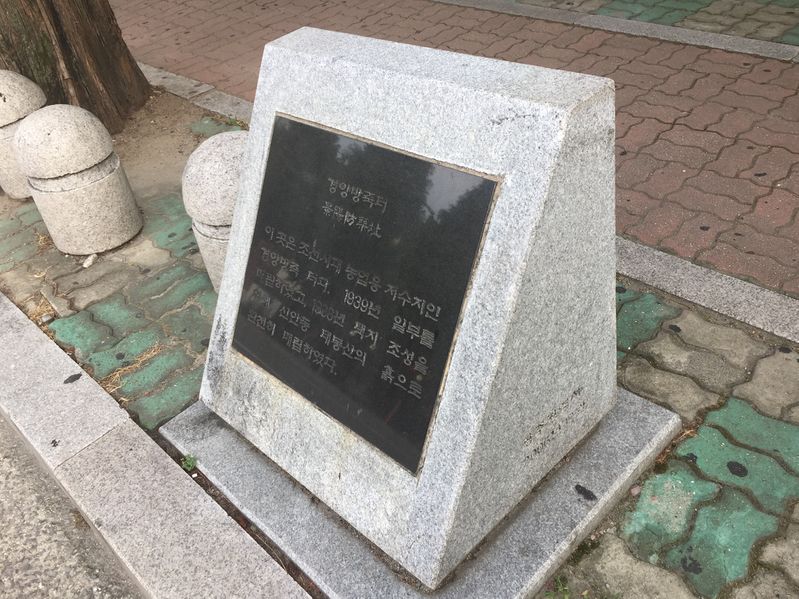 경양방죽터
景陽防築址
이 곳은 조선시대 농업용 저수지인
경양방죽 터다. 1939년 일부를
매립하였고, 1968년 택지 조성을
신안동 태봉산의 흙으로
완전히 매립하였다.